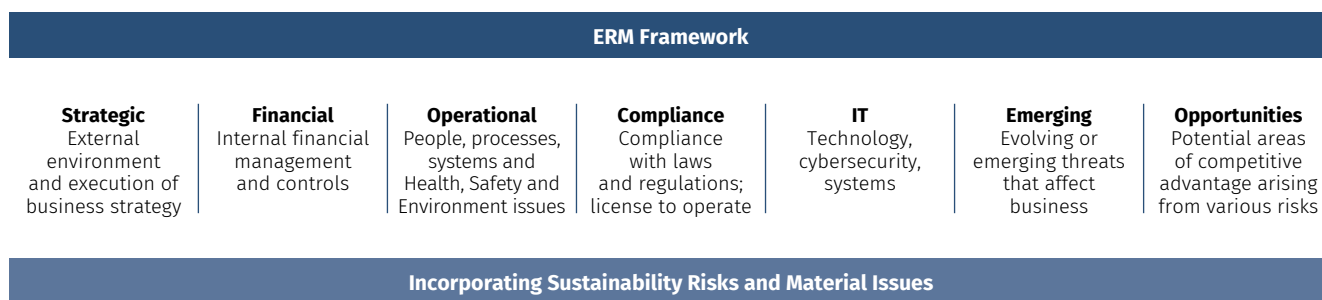 ERM Framework
Strategic
External
environment
and execution of
business strategy
Financial
Internal financial
management
and controls
Operational
People, processes,
systems and
Health, Safety and
Environment issues
Compliance
Compliance
with laws
and regulations;
license to operate
IT
Technology,
cybersecurity,
systems
Emerging
Evolving or
emerging threats
that affect
business
Opportunities
Potential areas
of competitive
advantage arising
from various risks
Incorporating Sustainability Risks and Material Issues